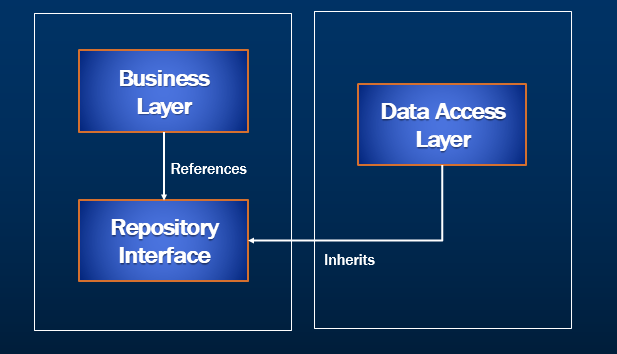 Business
Layer
References
Repository
Interface
Data Access
Layer
Inherits